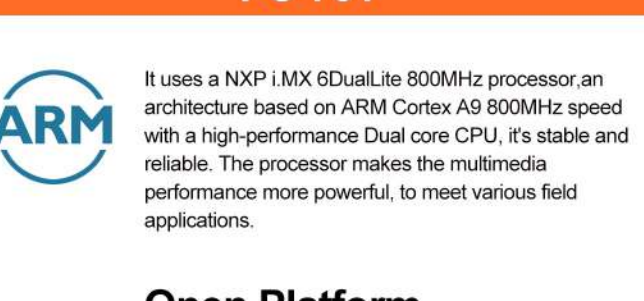 ARM
It uses a NXP i.MX 6DualLite 800MHz processor,an
architecture based on ARM Cortex A9 800MHz speed
with a high-performance Dual core CPU, it's stable and
reliable. The processor makes the multimedia
performance more powerful, to meet various field
applications.
Open Platform